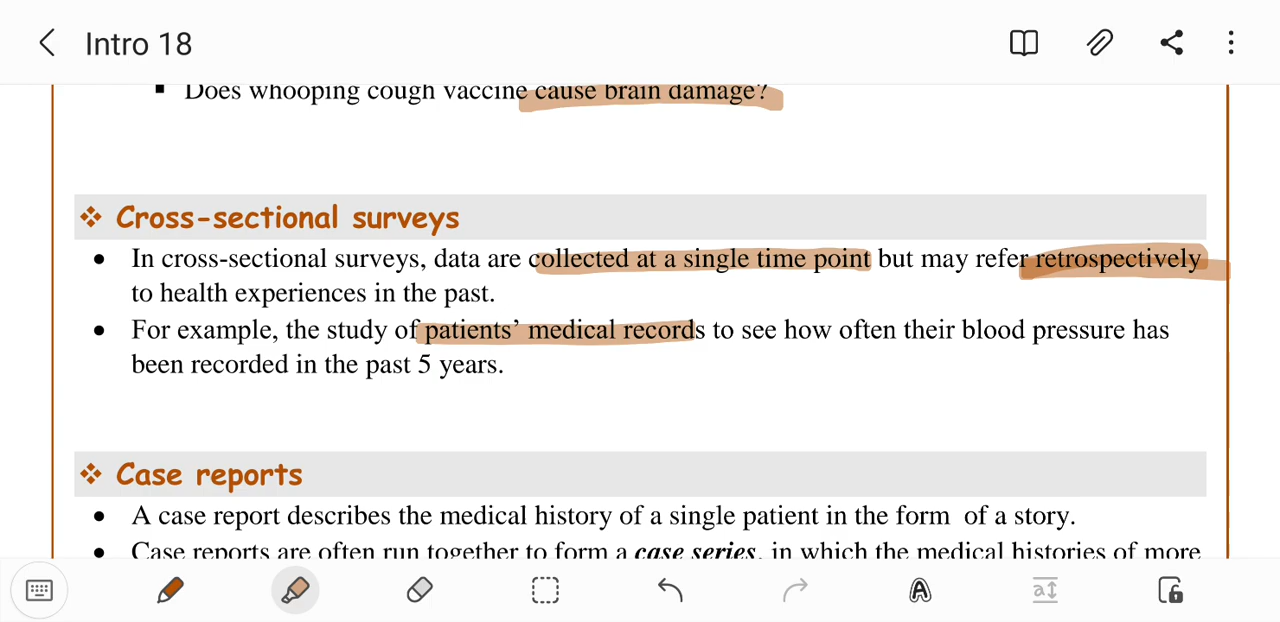 Intro 18
▪ Does whooping cough vaccine cause brain damage?
❖ Cross-sectional surveys
• In cross-sectional surveys, data are collected at a single time point but may refer retrospectively
to health experiences in the past.
• For example, the study of patients’ medical records to see how often their blood pressure has
been recorded in the past 5 years.
❖ Case reports
• A case report describes the medical history of a single patient in the form  of a story.
• Case reports are often run together to form a case series, in which the medical histories of more